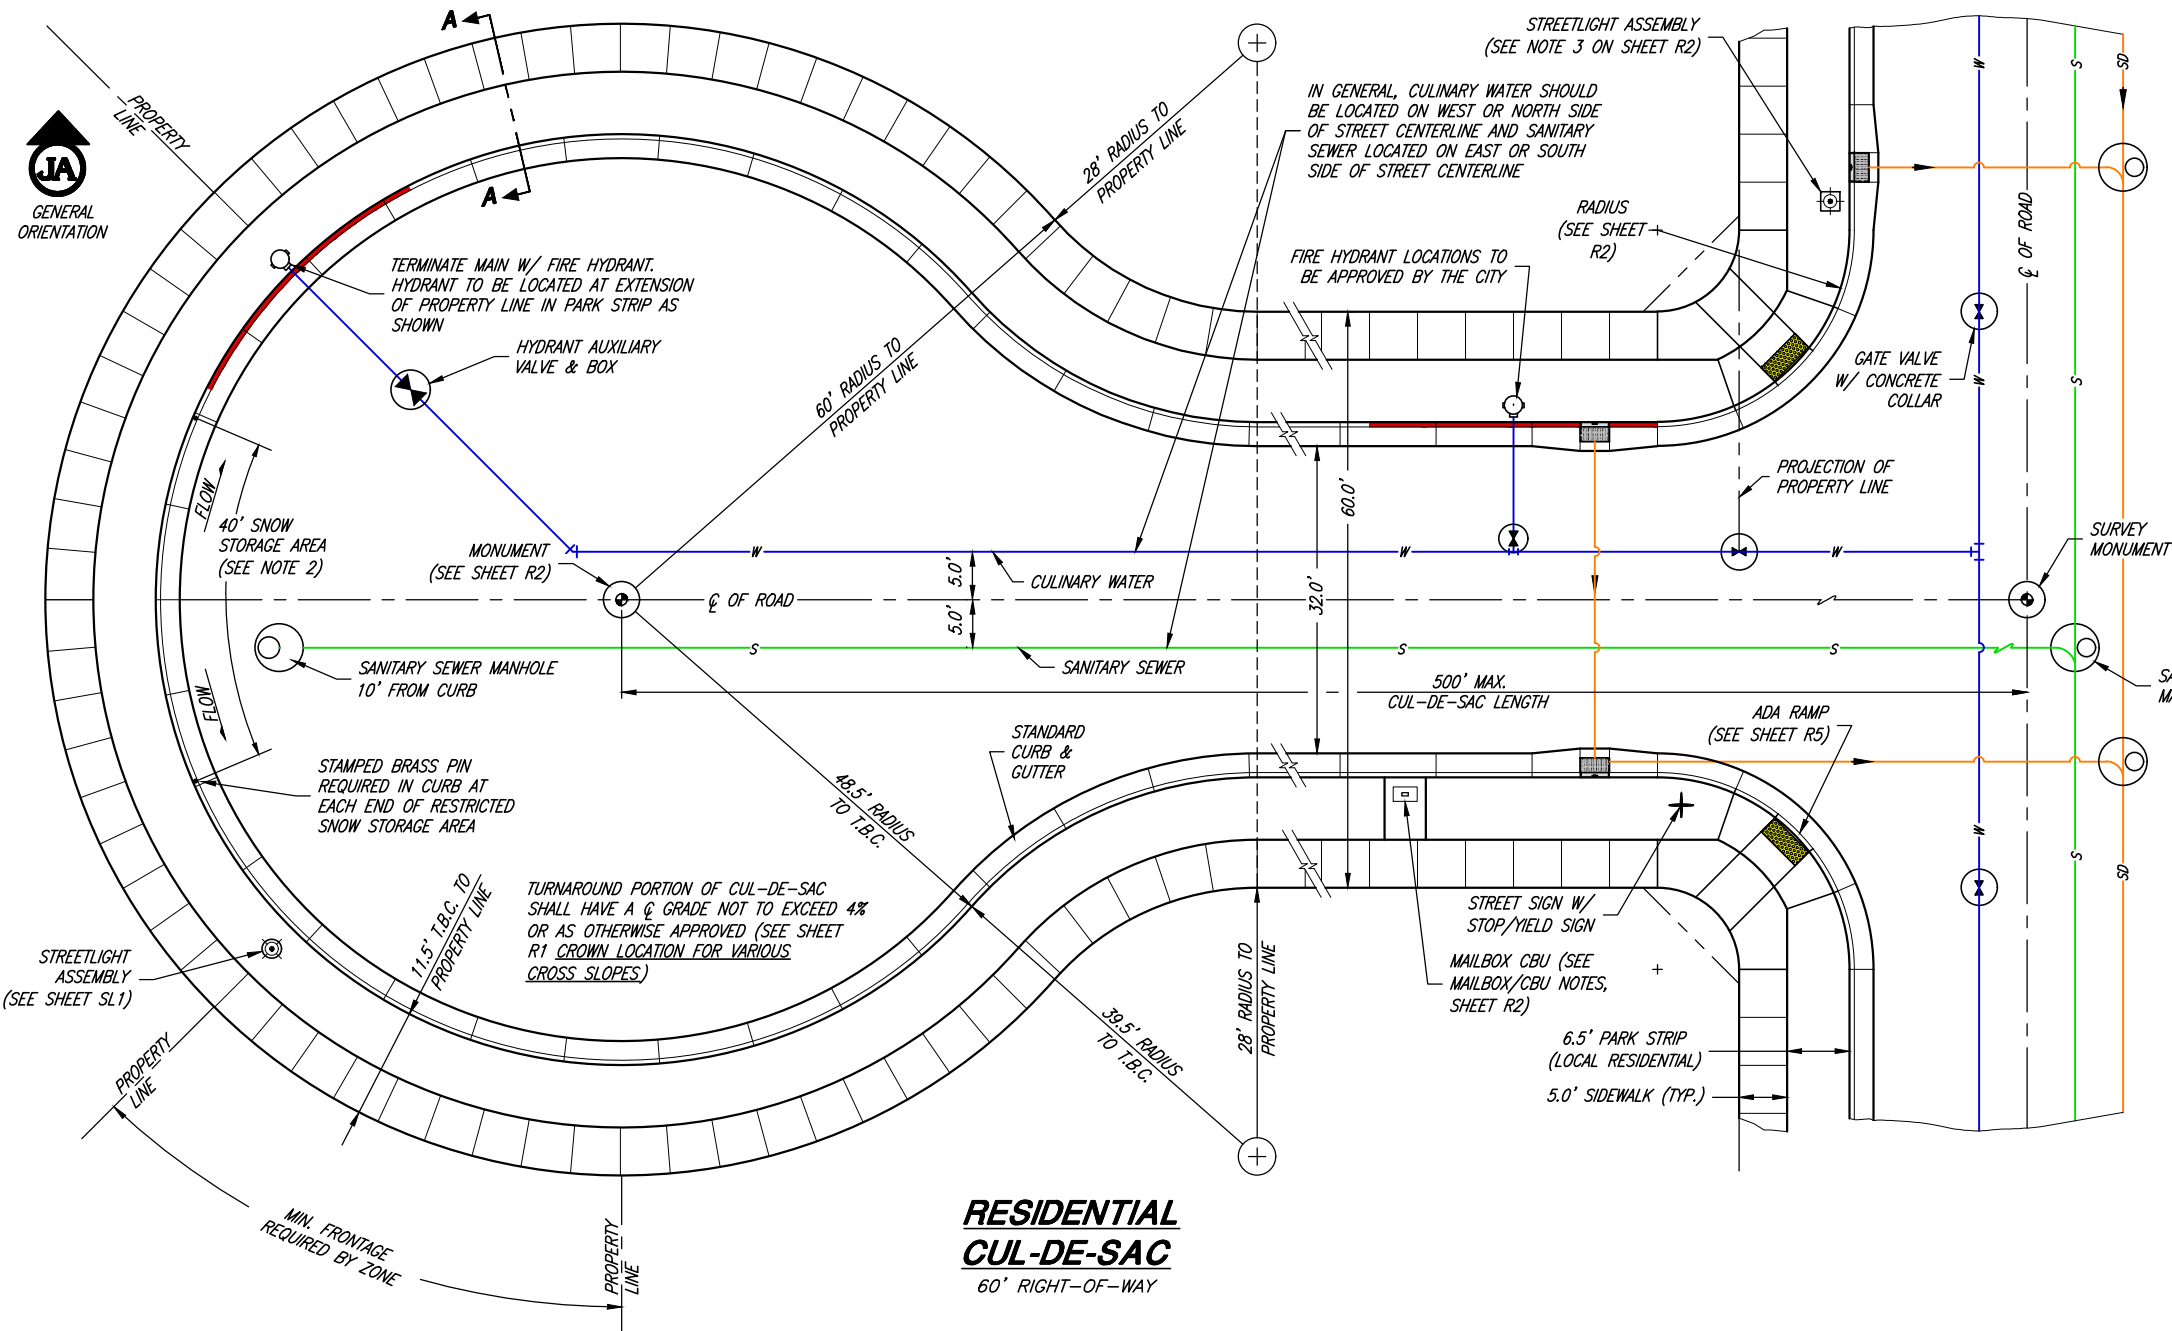 A
A
JA
GENERAL
ORIENTATION
PROPERTY
LINE
28' RADIUS TO
PROPERTY LINE
IN GENERAL, CULINARY WATER SHOULD
BE LOCATED ON WEST OR NORTH SIDE
OF STREET CENTERLINE AND SANITARY
SEWER LOCATED ON EAST OR SOUTH
SIDE OF STREET CENTERLINE
STREETLIGHT ASSEMBLY
(SEE NOTE 3 ON SHEET R2)
W
S
SD
RADIUS
(SEE SHEET
R2)
℄ OF ROAD
FIRE HYDRANT LOCATIONS TO
BE APPROVED BY THE CITY
TERMINATE MAIN W/ FIRE HYDRANT.
HYDRANT TO BE LOCATED AT EXTENSION
OF PROPERTY LINE IN PARK STRIP AS
SHOWN
HYDRANT AUXILIARY
VALVE & BOX
60' RADIUS TO
PROPERTY LINE
GATE VALVE
W/ CONCRETE
COLLAR
W
S
PROJECTION OF
PROPERTY LINE
60.0'
32.0'
FLOW
40' SNOW
STORAGE AREA
(SEE NOTE 2)
FLOW
MONUMENT
(SEE SHEET R2)
W
W
W
5.0'
5.0'
CULINARY WATER
℄ OF ROAD
SURVEY
MONUMENT
S
S
S
SANITARY SEWER MANHOLE
10' FROM CURB
SANITARY SEWER
500' MAX.
CUL-DE-SAC LENGTH
ADA RAMP
(SEE SHEET R5)
STANDARD
CURB &
GUTTER
STAMPED BRASS PIN
REQUIRED IN CURB AT
EACH END OF RESTRICTED
SNOW STORAGE AREA
48.5' RADIUS
TO T.B.C.
W
S
SD
TURNAROUND PORTION OF CUL-DE-SAC
SHALL HAVE A ℄ GRADE NOT TO EXCEED 4%
OR AS OTHERWISE APPROVED (SEE SHEET
R1 CROWN LOCATION FOR VARIOUS
CROSS SLOPES)
11.5' T.B.C. TO
PROPERTY LINE
STREET SIGN W/
STOP/YIELD SIGN
MAILBOX CBU (SEE
MAILBOX/CBU NOTES,
SHEET R2)
28' RADIUS TO
PROPERTY LINE
STREETLIGHT
ASSEMBLY
(SEE SHEET SL1)
39.5' RADIUS
TO T.B.C.
6.5' PARK STRIP
(LOCAL RESIDENTIAL)
5.0' SIDEWALK (TYP.)
PROPERTY
LINE
MIN. FRONTAGE
REQUIRED BY ZONE
PROPERTY
LINE
RESIDENTIAL
CUL-DE-SAC
60' RIGHT-OF-WAY